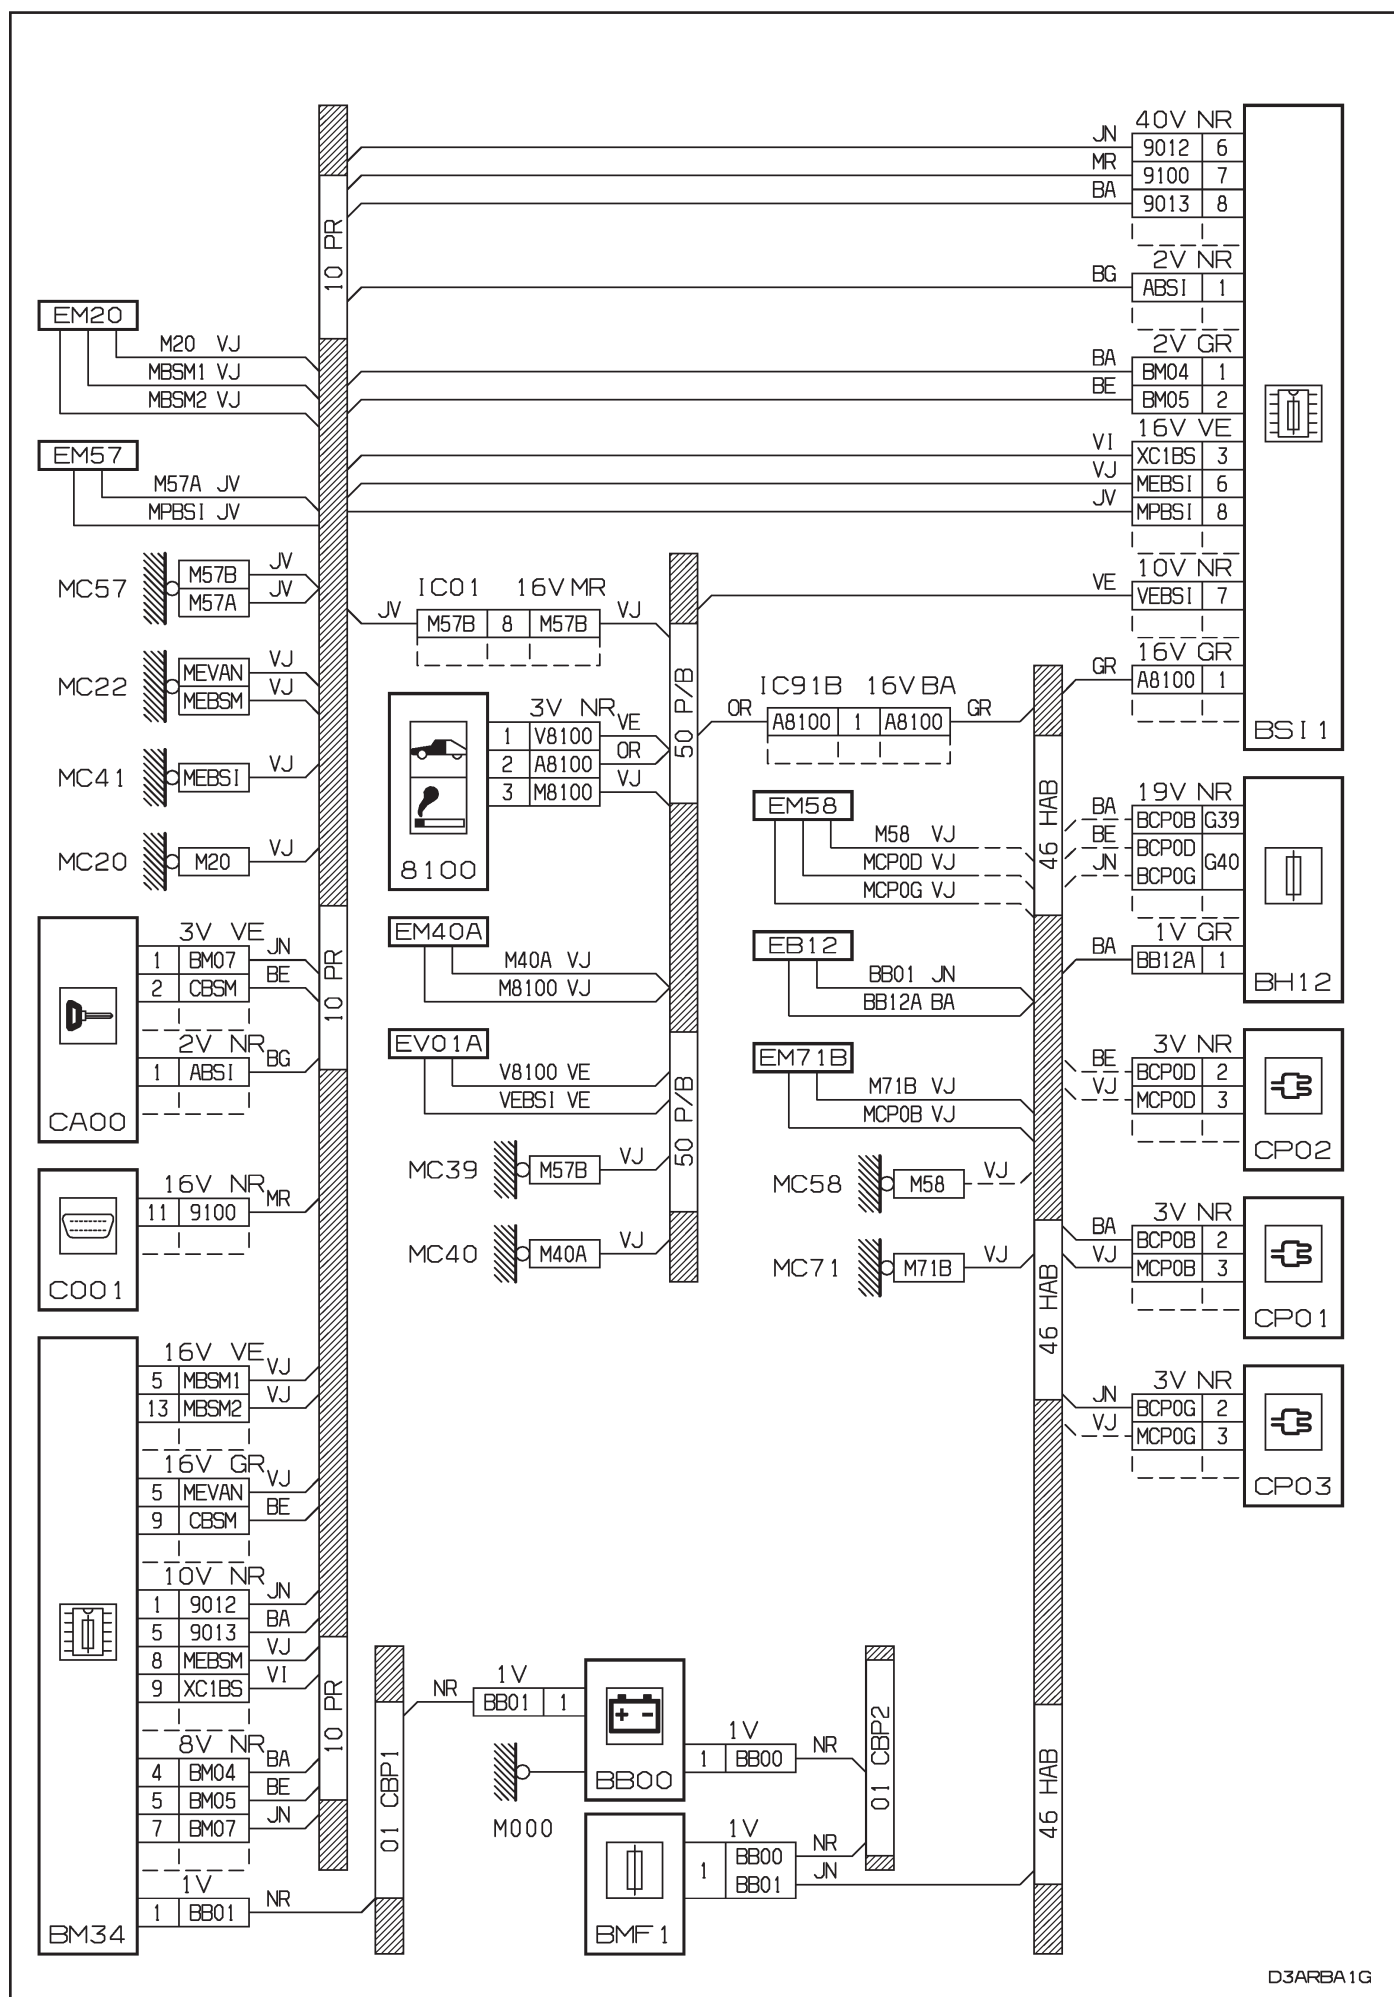 40V NR
JN 9012 6
MR 9100 7
BA 9013 8
10 PR
2V NR
BG ABSI 1
EM20
M20 VJ
MBSM1 VJ
MBSM2 VJ
2V GR
BA BM04 1
BE BM05 2
EM57
M57A JV
MPBSI JV
16V VE
VI XC1BS 3
VJ MEBSI 6
JV MPBSI 8
MC57
M57B JV
M57A JV
IC01 16V MR
JV M57B 8 M57B VJ
10V NR
VE VEBSI 7
MC22
MEVAN VJ
MEBSM VJ
16V GR
GR A8100 1
BSI1
50 P/B
IC91B 16V BA
OR A8100 1 A8100 GR
3V NR
1 V8100 VE
2 A8100 OR
3 M8100 VJ
8100
MC41
MEBSI VJ
MC20
M20 VJ
46 HAB
EM58
M58 VJ
MCP0D VJ
MCP0G VJ
19V NR
BA BCP0B G39
BE BCP0D
JN BCP0G
G40
1V GR
BA BB12A 1
BH12
CA00
3V VE
1 BM07 JN
2 CBSM BE
2V NR
1 ABSI BG
10 PR
EM40A
M40A VJ
M8100 VJ
EB12
BB01 JN
BB12A BA
EV01A
V8100 VE
VEBSI VE
50 P/B
EM71B
M71B VJ
MCP0B VJ
3V NR
BE BCP0D 2
VJ MCP0D 3
CP02
MC39
M57B VJ
MC58
M58 VJ
C001
16V NR
11 9100 MR
MC40
M40A VJ
MC71
M71B VJ
46 HAB
3V NR
BA BCP0B 2
VJ MCP0B 3
CP01
3V NR
JN BCP0G 2
VJ MCP0G 3
CP03
16V VE
5 MBSM1 VJ
13 MBSM2 VJ
16V GR
5 MEVAN VJ
9 CBSM BE
10V NR
1 9012 JN
5 9013 BA
8 MEBSM VJ
9 XC1BS VI
10 PR
8V NR
4 BM04 BA
5 BM05 BE
7 BM07 JN
1V
1 BB01 NR
BM34
01 CBP1
1V
NR BB01 1
BB00
M000
1V
1 BB00 NR
01 CBP2
1V
1
BB00 NR
BB01 JN
BMF1
46 HAB
D3ARBA1G